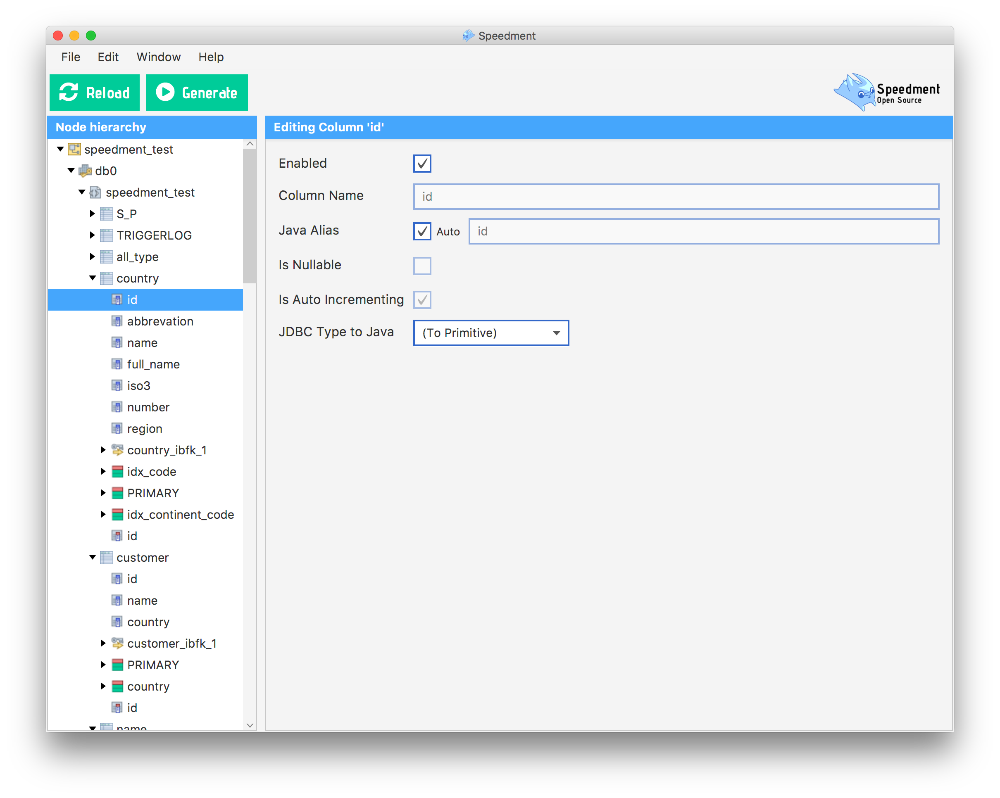 Speedment
File Edit Window Help
Reload Generate
Speedment
Open Source
Node hierarchy
speedment_test
db0
speedment_test
S_P
TRIGGERLOG
all_type
country
id
abbrevation
name
full_name
iso3
number
region
country_ibfk_1
idx_code
PRIMARY
idx_continent_code
id
customer
id
name
country
customer_ibfk_1
PRIMARY
country
id
name
Editing Column 'id'
Enabled
Column Name id
Java Alias Auto id
Is Nullable
Is Auto Incrementing
JDBC Type to Java (To Primitive)